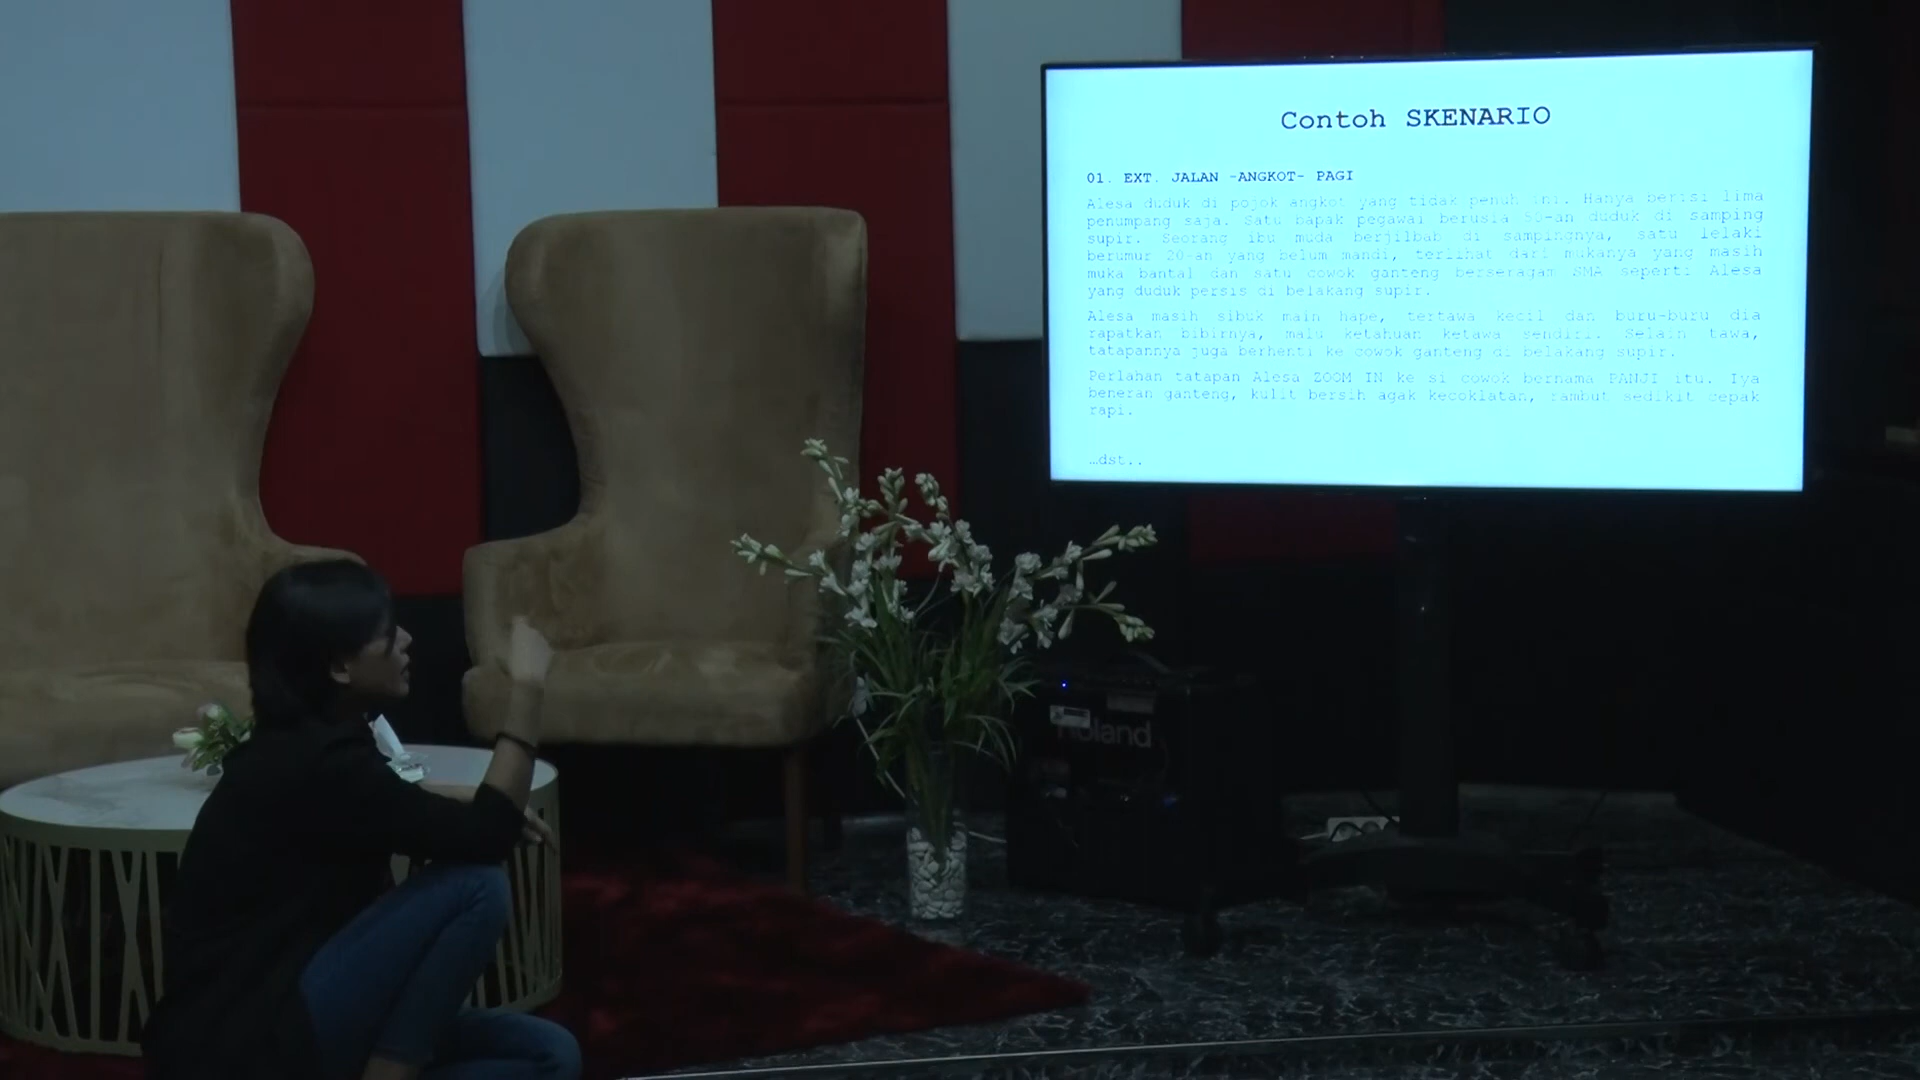 Contoh SKENARIO
01. EXT. JALAN -ANGKOT- PAGI
Alesa duduk di pojok angkot yang tidak penuh ini. Hanya berisi lima
penumpang saja. Satu bapak pegawai berusia 50-an duduk di samping
supir. Seorang ibu muda berjilbab di sampingnya, satu lelaki
berumur 20-an yang belum mandi, terlihat dari mukanya yang masih
muka bantal dan satu cowok ganteng berseragam SMA seperti Alesa
yang duduk persis di belakang supir.
Alesa masih sibuk main hape, tertawa kecil dan buru-buru dia
rapatkan bibirnya, malu ketahuan ketawa sendiri. Selain tawa,
tatapannya juga berhenti ke cowok ganteng di belakang supir.
Perlahan tatapan Alesa ZOOM IN ke si cowok bernama PANJI itu. Iya
beneran ganteng, kulit bersih agak kecoklatan, rambut sedikit cepak
rapi.
…dst..
Roland